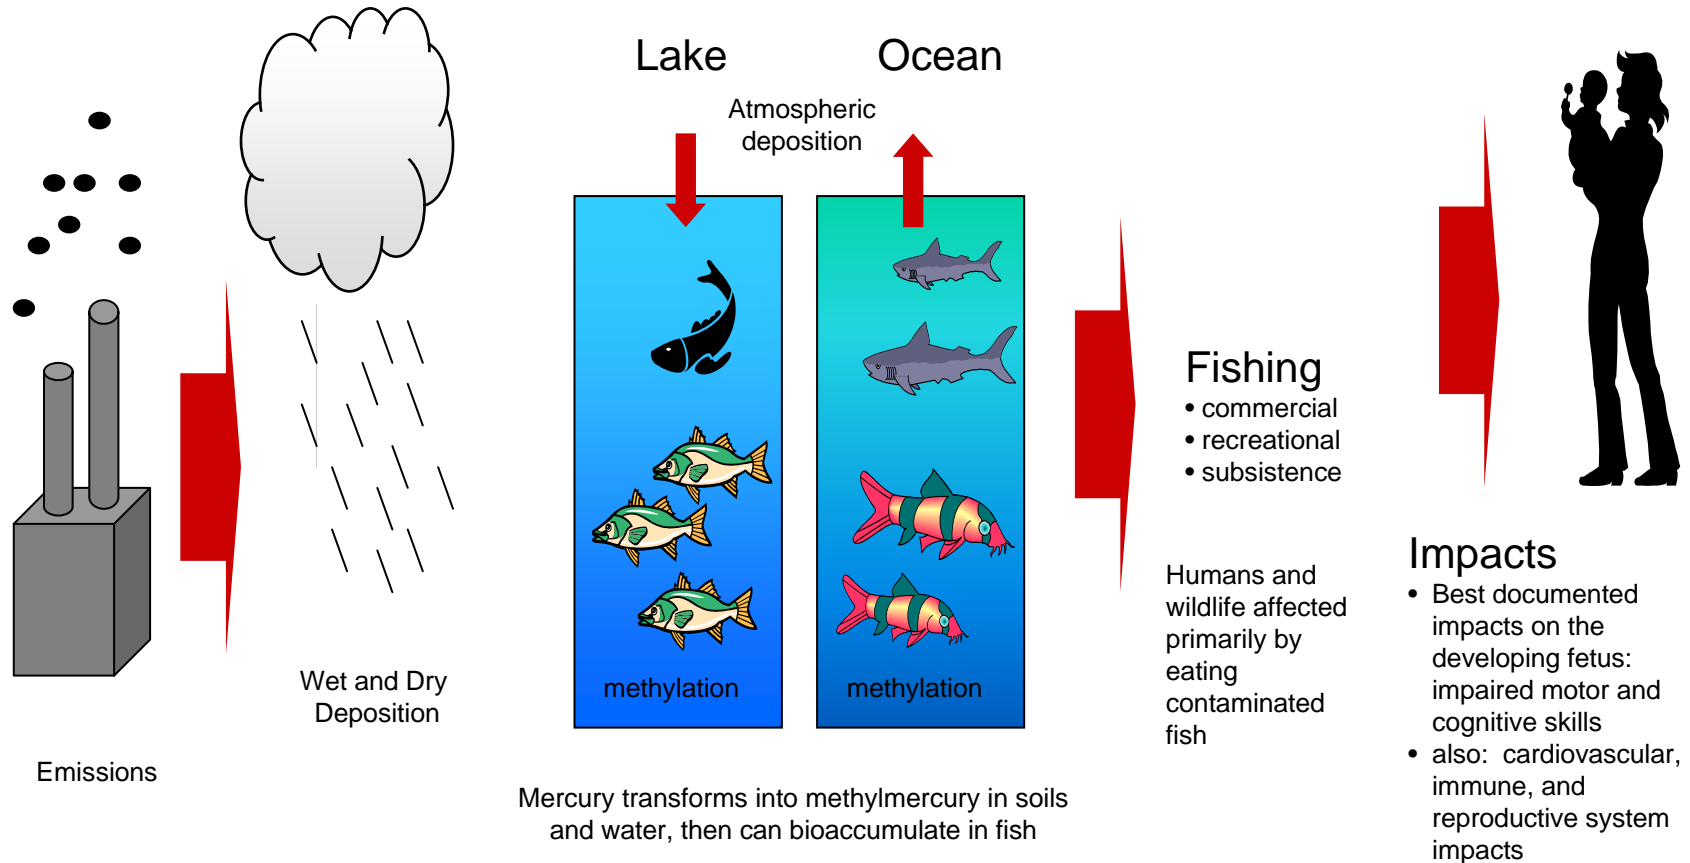 Lake
Ocean
Atmospheric
deposition
methylation
methylation
Wet and Dry
Deposition
Emissions
Mercury transforms into methylmercury in soils
and water, then can bioaccumulate in fish
Fishing
• commercial
• recreational
• subsistence
Humans and
wildlife affected
primarily by
eating
contaminated
fish
Impacts
• Best documented
impacts on the
developing fetus:
impaired motor and
cognitive skills
• also: cardiovascular,
immune, and
reproductive system
impacts